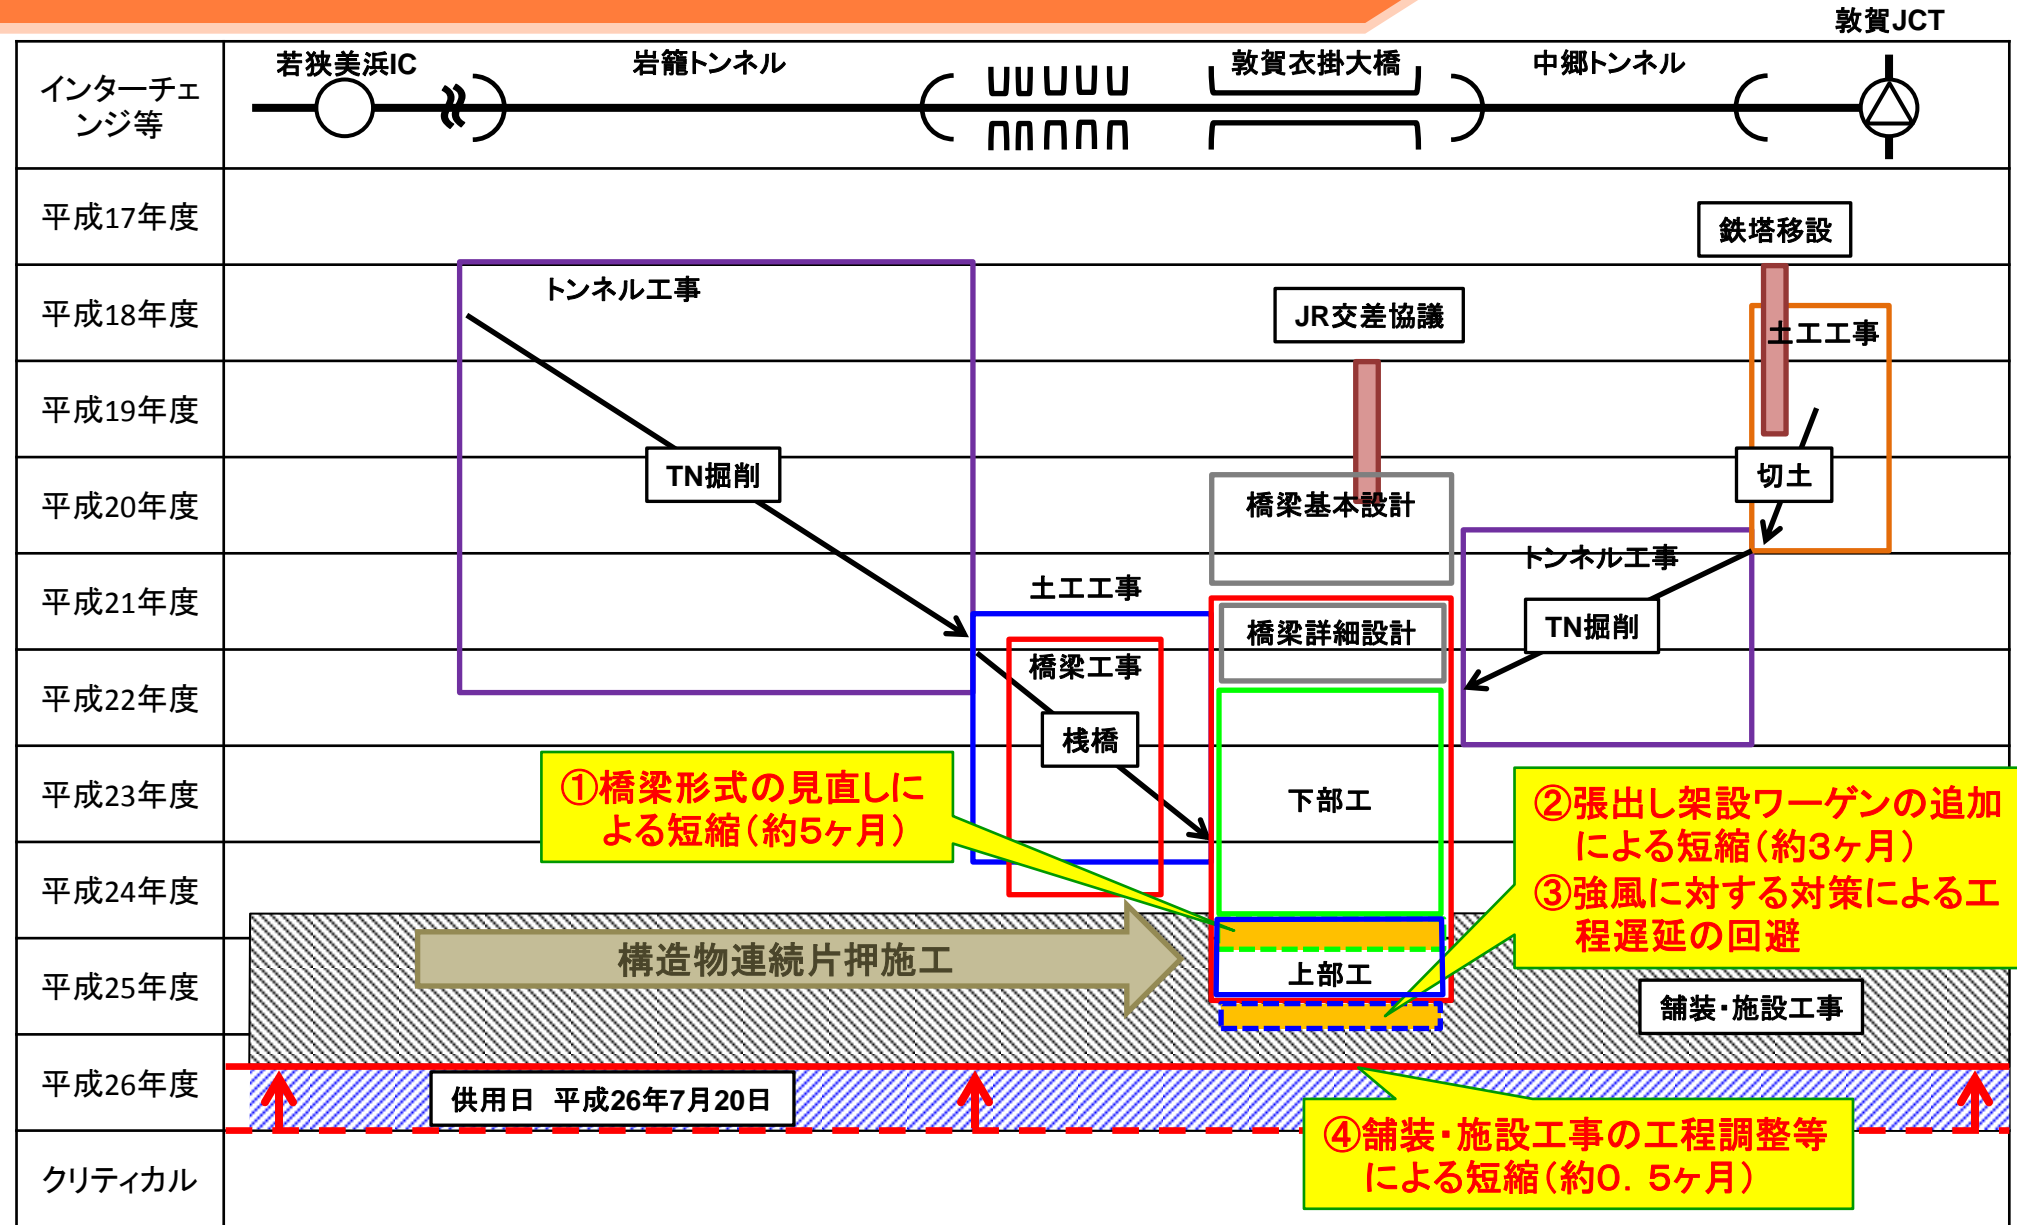 敦賀JCT
若狭美浜IC
岩籠トンネル
敦賀衣掛大橋
中郷トンネル
インターチェ
ンジ等
平成17年度
鉄塔移設
トンネル工事
平成18年度
JR交差協議
土工工事
平成19年度
TN掘削
切土
平成20年度
橋梁基本設計
トンネル工事
平成21年度
土工工事
橋梁詳細設計
TN掘削
橋梁工事
平成22年度
桟橋
①橋梁形式の見直しに
よる短縮（約5ヶ月）
平成23年度
下部工
②張出し架設ワーゲンの追加
による短縮（約3ヶ月）
③強風に対する対策による工
程遅延の回避
平成24年度
構造物連続片押施工
平成25年度
上部工
舗装・施設工事
平成26年度
供用日　平成26年7月20日
④舗装・施設工事の工程調整等
による短縮（約0．5ヶ月）
クリティカル